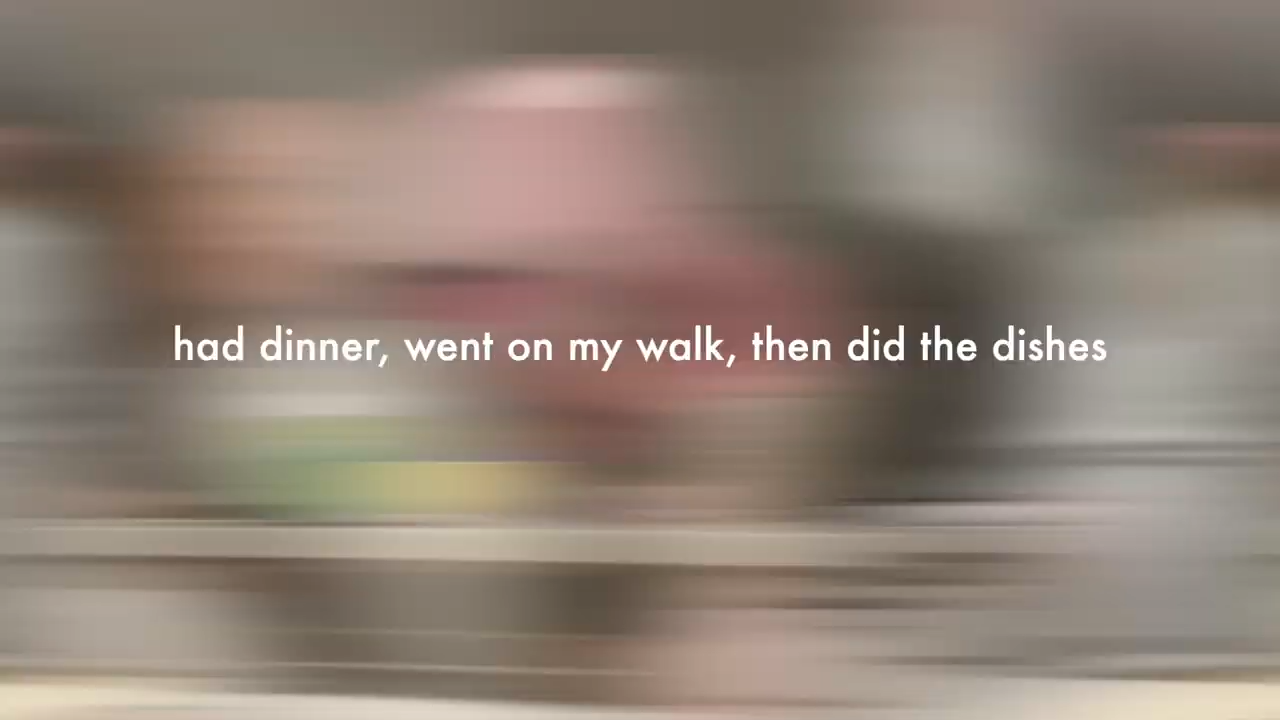 had dinner, went on my walk, then did the dishes